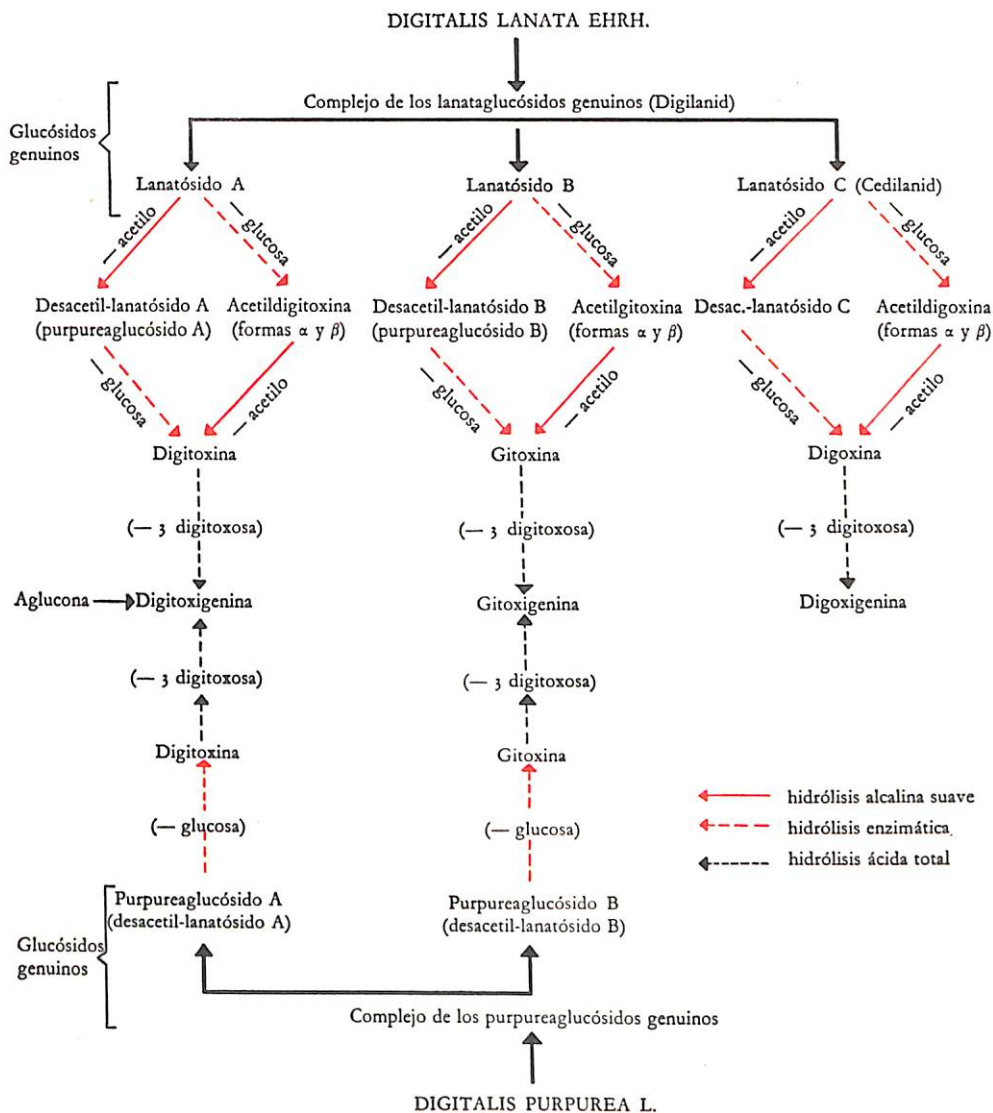 DIGITALIS LANATA EHRH.
Complejo de los lanataglucósidos genuinos (Digilanid)
Glucósidos
genuinos
Lanatósido A
Lanatósido B
Lanatósido C (Cedilanid)
— acetilo
— glucosa
— acetilo
— glucosa
— acetilo
— glucosa
Desacetil-lanatósido A
(purpureaglucósido A)
Acetildigitoxina
(formas α y β)
Desacetil-lanatósido B
(purpureaglucósido B)
Acetilgitoxina
(formas α y β)
Desac.-lanatósido C
Acetildigoxina
(formas α y β)
— glucosa
— acetilo
— glucosa
— acetilo
— glucosa
— acetilo
Digitoxina
Gitoxina
Digoxina
(— 3 digitoxosa)
(— 3 digitoxosa)
(— 3 digitoxosa)
Aglucona
Digitoxigenina
Gitoxigenina
Digoxigenina
(— 3 digitoxosa)
(— 3 digitoxosa)
Digitoxina
Gitoxina
hidrólisis alcalina suave
(— glucosa)
(— glucosa)
hidrólisis enzimática.
hidrólisis ácida total
Purpureaglucósido A
(desacetil-lanatósido A)
Purpureaglucósido B
(desacetil-lanatósido B)
Glucósidos
genuinos
Complejo de los purpureaglucósidos genuinos
DIGITALIS PURPUREA L.